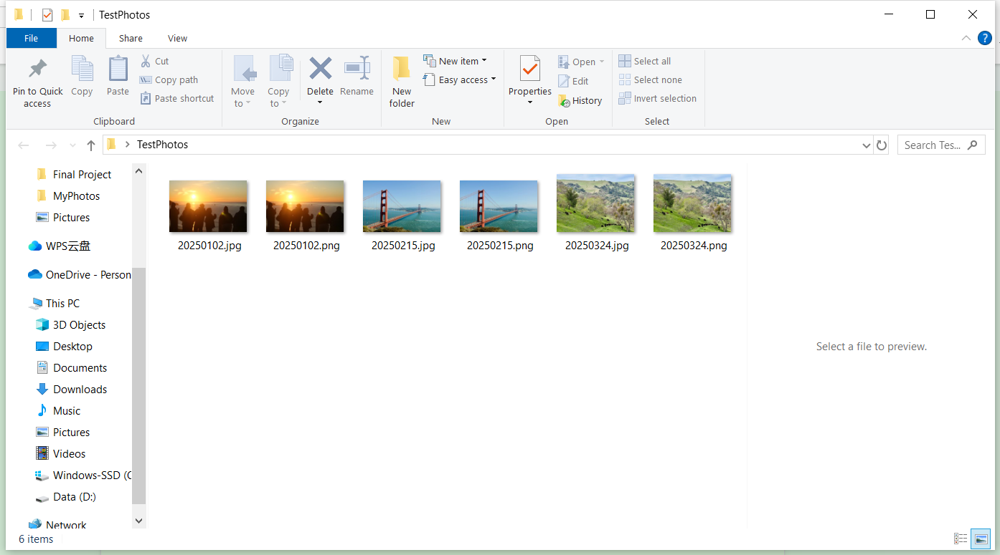 TestPhotos
File Home Share View
?
Pin to Quick access
Copy
Paste
Cut
Copy path
Paste shortcut
Clipboard
Move to
Copy to
Delete
Rename
Organize
New folder
New item
Easy access
New
Properties
Open
Edit
History
Open
Select all
Select none
Invert selection
Select
TestPhotos
Search Tes...
Final Project
MyPhotos
Pictures
WPS云盘
OneDrive - Person
This PC
3D Objects
Desktop
Documents
Downloads
Music
Pictures
Videos
Windows-SSD (C
Data (D:)
Network
20250102.jpg 20250102.png 20250215.jpg 20250215.png 20250324.jpg 20250324.png
Select a file to preview.
6 items